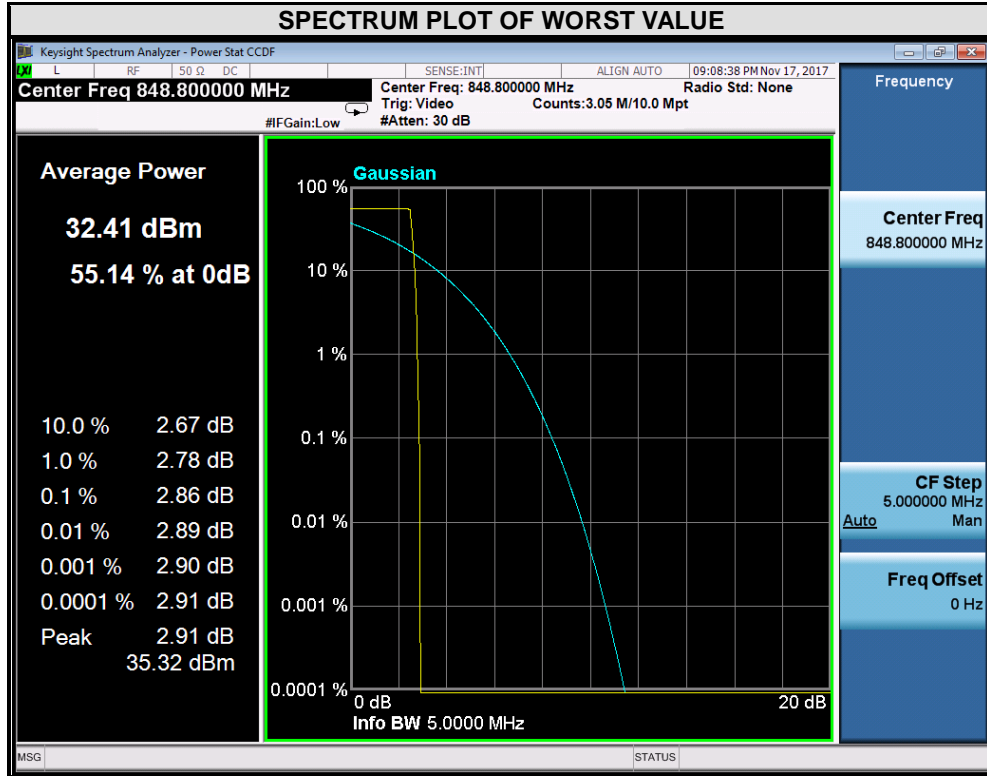 SPECTRUM PLOT OF WORST VALUE
Keysight Spectrum Analyzer - Power Stat CCDF
LXI L RF 50 Ω DC SENSE:INT ALIGN AUTO 09:08:38 PM Nov 17, 2017
Center Freq 848.800000 MHz
Center Freq: 848.800000 MHz Radio Std: None
Trig: Video Counts:3.05 M/10.0 Mpt
#IFGain:Low #Atten: 30 dB
Frequency
Average Power
32.41 dBm
55.14 % at 0dB
10.0 % 2.67 dB
1.0 % 2.78 dB
0.1 % 2.86 dB
0.01 % 2.89 dB
0.001 % 2.90 dB
0.0001 % 2.91 dB
Peak 2.91 dB
35.32 dBm
Gaussian
100 %
10 %
1 %
0.1 %
0.01 %
0.001 %
0.0001 %
0 dB 20 dB
Info BW 5.0000 MHz
Center Freq
848.800000 MHz
CF Step
5.000000 MHz
Auto Man
Freq Offset
0 Hz
MSG STATUS